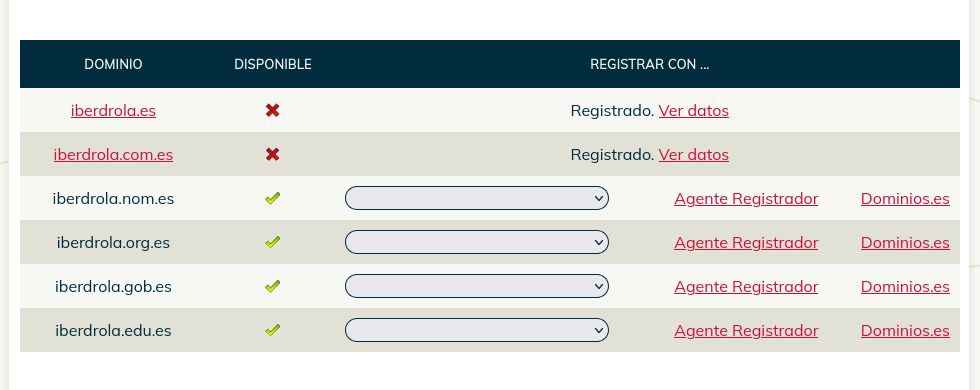 DOMINIO DISPONIBLE REGISTRAR CON ...
iberdrola.es Registrado. Ver datos
iberdrola.com.es Registrado. Ver datos
iberdrola.nom.es Agente Registrador Dominios.es
iberdrola.org.es Agente Registrador Dominios.es
iberdrola.gob.es Agente Registrador Dominios.es
iberdrola.edu.es Agente Registrador Dominios.es